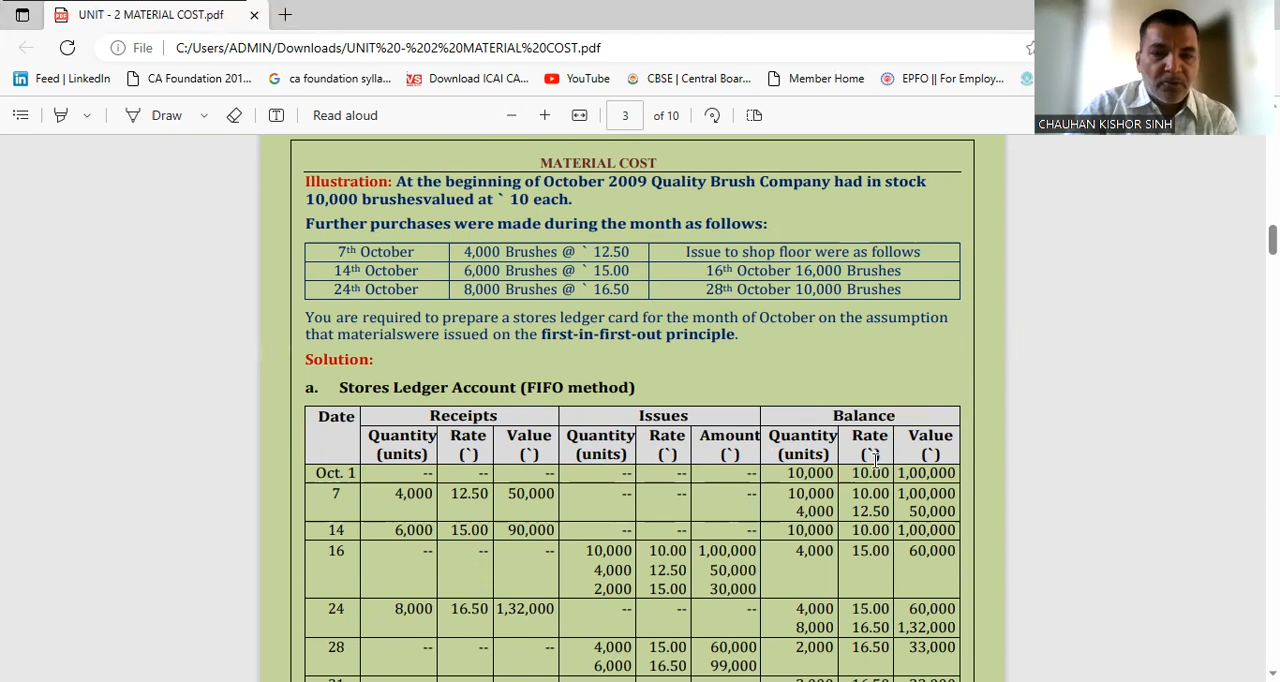 UNIT - 2 MATERIAL COST.pdf
File C:/Users/ADMIN/Downloads/UNIT%20-%202%20MATERIAL%20COST.pdf
Feed | LinkedIn CA Foundation 201... ca foundation sylla... Download ICAI CA... YouTube CBSE | Central Boar... Member Home EPFO || For Employ...
Draw Read aloud 3 of 10
CHAUHAN KISHOR SINH
MATERIAL COST
Illustration: At the beginning of October 2009 Quality Brush Company had in stock
10,000 brushesvalued at ` 10 each.
Further purchases were made during the month as follows:
7th October 4,000 Brushes @ ` 12.50 Issue to shop floor were as follows
14th October 6,000 Brushes @ ` 15.00 16th October 16,000 Brushes
24th October 8,000 Brushes @ ` 16.50 28th October 10,000 Brushes
You are required to prepare a stores ledger card for the month of October on the assumption
that materialswere issued on the first-in-first-out principle.
Solution:
a. Stores Ledger Account (FIFO method)
Date Receipts Issues Balance
Quantity Rate Value Quantity Rate Amount Quantity Rate Value
(units) (`) (`) (units) (`) (`) (units) (`) (`)
Oct. 1 -- -- -- -- -- -- 10,000 10.00 1,00,000
7 4,000 12.50 50,000 -- -- -- 10,000 10.00 1,00,000
4,000 12.50 50,000
14 6,000 15.00 90,000 -- -- -- 10,000 10.00 1,00,000
16 -- -- -- 10,000 10.00 1,00,000 4,000 15.00 60,000
4,000 12.50 50,000
2,000 15.00 30,000
24 8,000 16.50 1,32,000 -- -- -- 4,000 15.00 60,000
8,000 16.50 1,32,000
28 -- -- -- 4,000 15.00 60,000 2,000 16.50 33,000
6,000 16.50 99,000